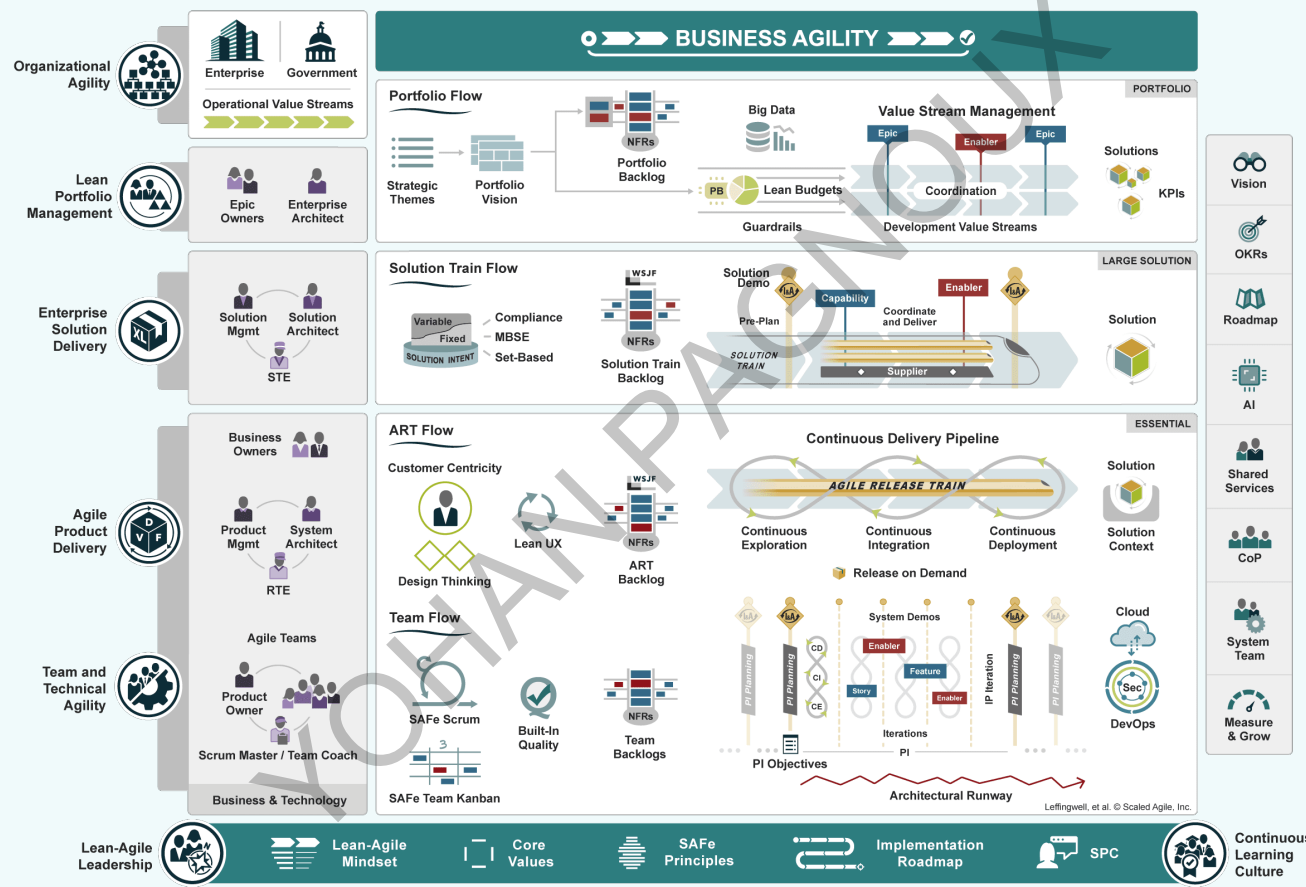 Organizational
Agility
Enterprise
Government
Operational Value Streams
BUSINESS AGILITY
Lean
Portfolio
Management
Epic
Owners
Enterprise
Architect
Portfolio Flow
PORTFOLIO
Strategic
Themes
Portfolio
Vision
NFRs
Portfolio
Backlog
Big Data
PB
Lean Budgets
Guardrails
Value Stream Management
Epic
Enabler
Epic
Coordination
Development Value Streams
Solutions
KPIs
Enterprise
Solution
Delivery
XL
Solution
Mgmt
Solution
Architect
STE
Solution Train Flow
LARGE SOLUTION
Variable
Fixed
SOLUTION INTENT
Compliance
MBSE
Set-Based
WSJF
NFRs
Solution Train
Backlog
Solution
Demo
I&A
Pre-Plan
Capability
Coordinate
and Deliver
Enabler
I&A
SOLUTION
TRAIN
Supplier
Solution
Agile
Product
Delivery
D
V
F
Business
Owners
Product
Mgmt
System
Architect
RTE
ART Flow
ESSENTIAL
Customer Centricity
Lean UX
Design Thinking
WSJF
NFRs
ART
Backlog
Continuous Delivery Pipeline
AGILE RELEASE TRAIN
Continuous
Exploration
Continuous
Integration
Continuous
Deployment
Release on Demand
Solution
Solution
Context
Team and
Technical
Agility
Agile Teams
Product
Owner
Scrum Master / Team Coach
Business & Technology
Team Flow
SAFe Scrum
3
SAFe Team Kanban
Built-In
Quality
NFRs
Team
Backlogs
I&A
I&A
System Demos
I&A
I&A
PI Planning
PI Planning
CD
CI
CE
Story
Enabler
Feature
Enabler
IP Iteration
PI Planning
PI Planning
Iterations
PI
PI Objectives
Architectural Runway
Cloud
Sec
DevOps
Leffingwell, et al. © Scaled Agile, Inc.
Vision
OKRs
Roadmap
AI
Shared
Services
CoP
System
Team
Measure
& Grow
Lean-Agile
Leadership
Lean-Agile
Mindset
Core
Values
SAFe
Principles
Implementation
Roadmap
SPC
Continuous
Learning
Culture
YOHAN PAGNOUX